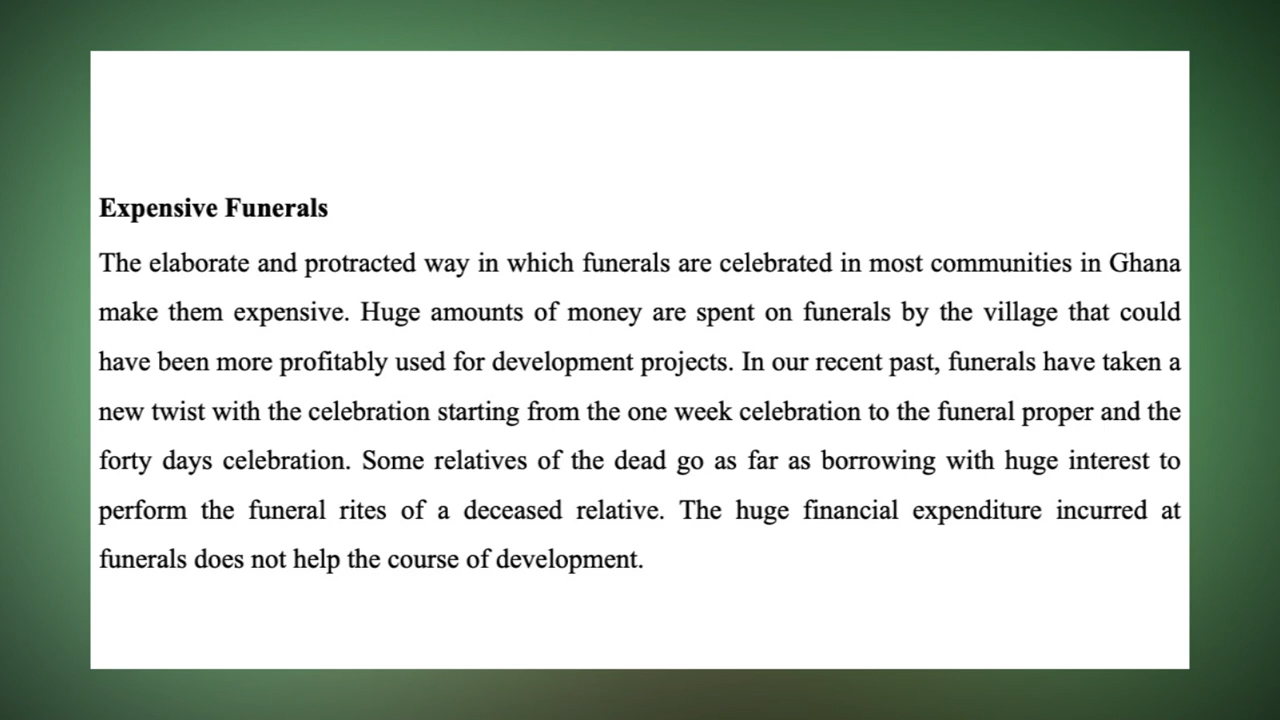 Expensive Funerals
The elaborate and protracted way in which funerals are celebrated in most communities in Ghana
make them expensive. Huge amounts of money are spent on funerals by the village that could
have been more profitably used for development projects. In our recent past, funerals have taken a
new twist with the celebration starting from the one week celebration to the funeral proper and the
forty days celebration. Some relatives of the dead go as far as borrowing with huge interest to
perform the funeral rites of a deceased relative. The huge financial expenditure incurred at
funerals does not help the course of development.